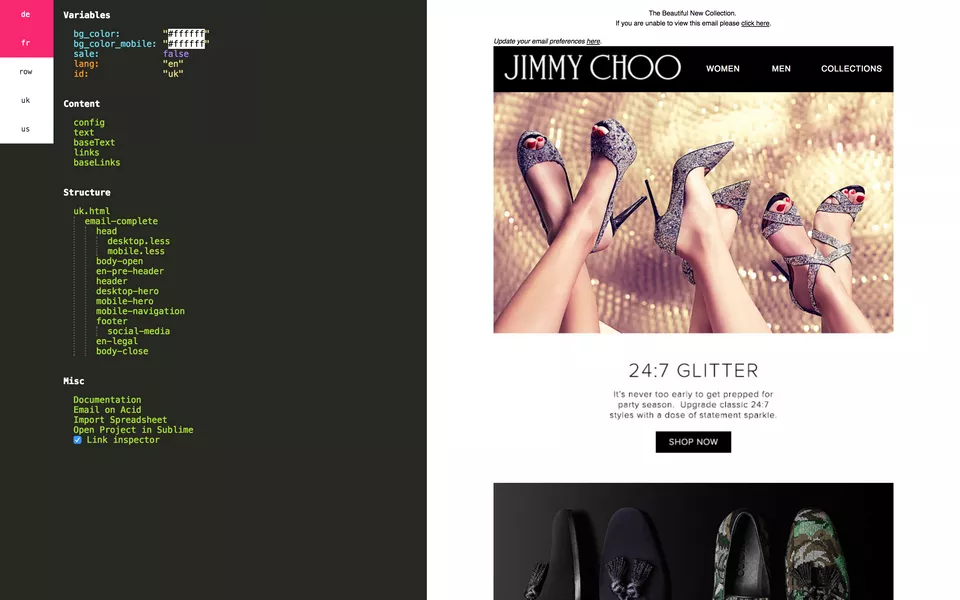 de
fr
row
uk
us
Variables
bg_color: "#ffffff"
bg_color_mobile: "#ffffff"
sale: false
lang: "en"
id: "uk"
Content
config
text
baseText
links
baseLinks
Structure
uk.html
email-complete
head
desktop.less
mobile.less
body-open
en-pre-header
header
desktop-hero
mobile-hero
mobile-navigation
footer
social-media
en-legal
body-close
Misc
Documentation
Email on Acid
Import Spreadsheet
Open Project in Sublime
Link inspector
The Beautiful New Collection.
If you are unable to view this email please click here.
Update your email preferences here.
JIMMY CHOO WOMEN MEN COLLECTIONS
24:7 GLITTER
It's never too early to get prepped for
party season. Upgrade classic 24:7
styles with a dose of statement sparkle.
SHOP NOW